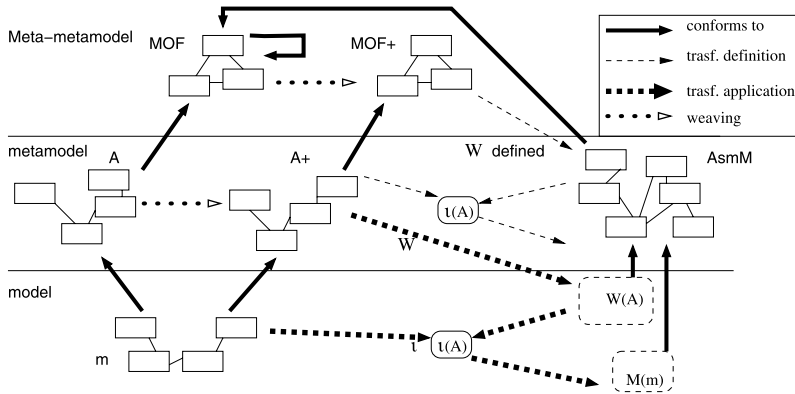 Meta-metamodel
MOF
MOF+
conforms to
trasf. definition
trasf. application
weaving
metamodel
A
A+
W defined
AsmM
ι(A)
W
model
W(A)
m
ι
ι(A)
M(m)